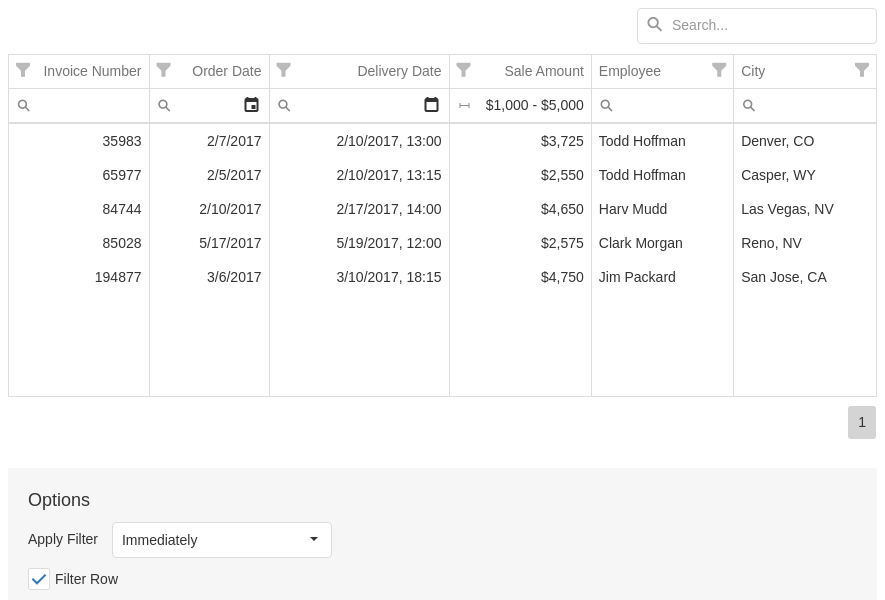 Search...
Invoice Number Order Date Delivery Date Sale Amount Employee City
$1,000 - $5,000
35983 2/7/2017 2/10/2017, 13:00 $3,725 Todd Hoffman Denver, CO
65977 2/5/2017 2/10/2017, 13:15 $2,550 Todd Hoffman Casper, WY
84744 2/10/2017 2/17/2017, 14:00 $4,650 Harv Mudd Las Vegas, NV
85028 5/17/2017 5/19/2017, 12:00 $2,575 Clark Morgan Reno, NV
194877 3/6/2017 3/10/2017, 18:15 $4,750 Jim Packard San Jose, CA
1
Options
Apply Filter Immediately
Filter Row